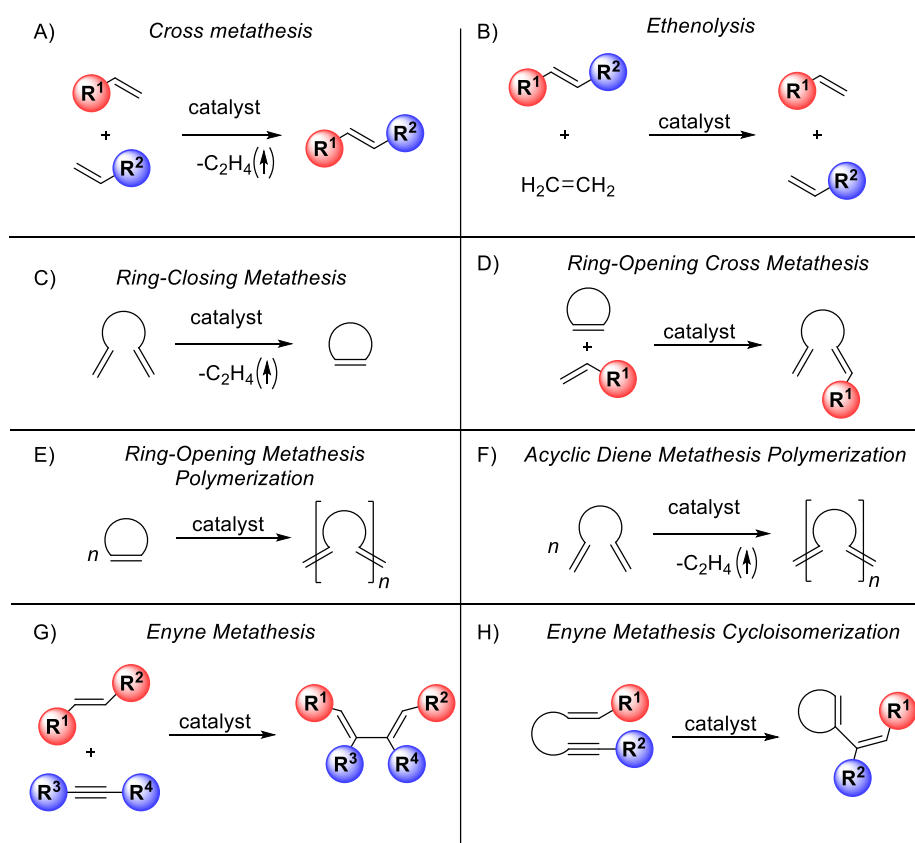 A) Cross metathesis
R¹
+
R²
catalyst
-C₂H₄(↑)
R¹ R²
B) Ethenolysis
R¹ R²
+
H₂C=CH₂
catalyst
R¹
+
R²
C) Ring-Closing Metathesis
catalyst
-C₂H₄(↑)
D) Ring-Opening Cross Metathesis
+
R¹
catalyst
R¹
E) Ring-Opening Metathesis
Polymerization
n
catalyst
n
F) Acyclic Diene Metathesis Polymerization
n
catalyst
-C₂H₄(↑)
n
G) Enyne Metathesis
R¹ R²
+
R³ R⁴
catalyst
R¹ R²
R³ R⁴
H) Enyne Metathesis Cycloisomerization
R¹
R²
catalyst
R¹
R²